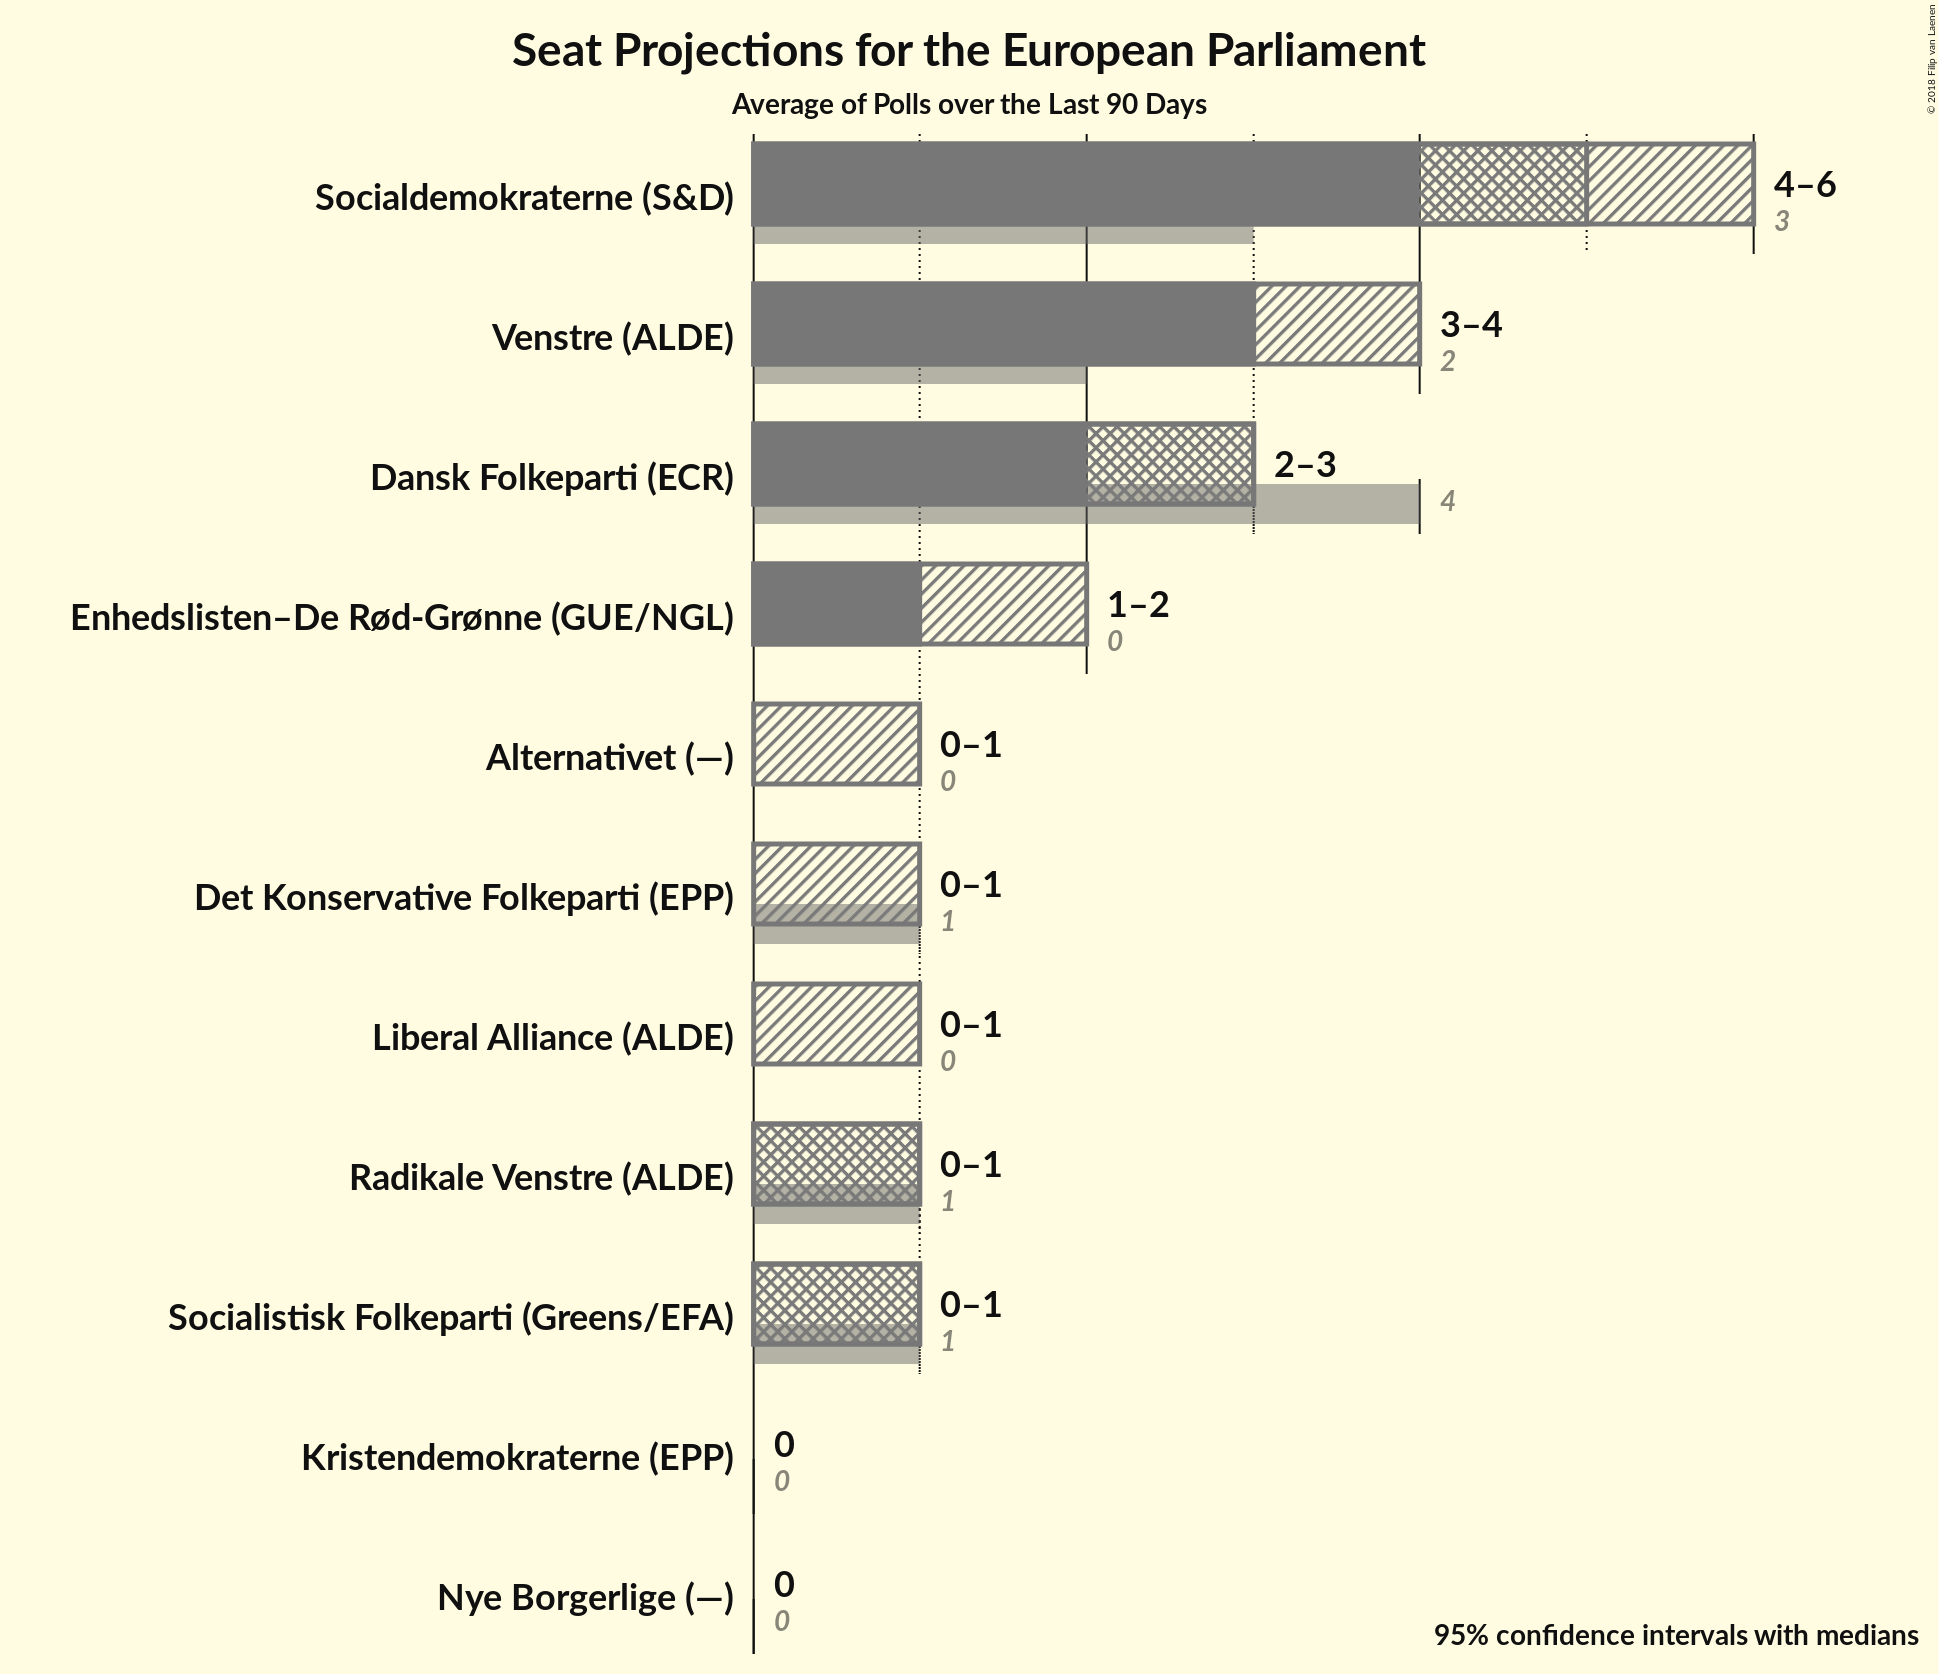 Seat Projections for the European Parliament
Average of Polls over the Last 90 Days
© 2018 Filip van Laenen
Socialdemokraterne (S&D)
4–6
3
Venstre (ALDE)
3–4
2
Dansk Folkeparti (ECR)
2–3
4
Enhedslisten–De Rød-Grønne (GUE/NGL)
1–2
0
Alternativet (—)
0–1
0
Det Konservative Folkeparti (EPP)
0–1
1
Liberal Alliance (ALDE)
0–1
0
Radikale Venstre (ALDE)
0–1
1
Socialistisk Folkeparti (Greens/EFA)
0–1
1
Kristendemokraterne (EPP)
0
0
Nye Borgerlige (—)
0
0
95% confidence intervals with medians